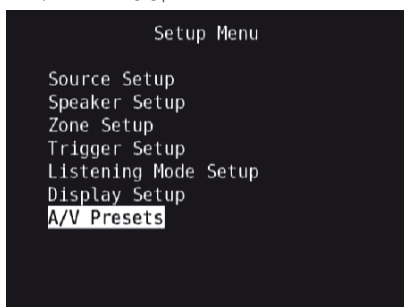 Setup Menu
Source Setup
Speaker Setup
Zone Setup
Trigger Setup
Listening Mode Setup
Display Setup
A/V Presets